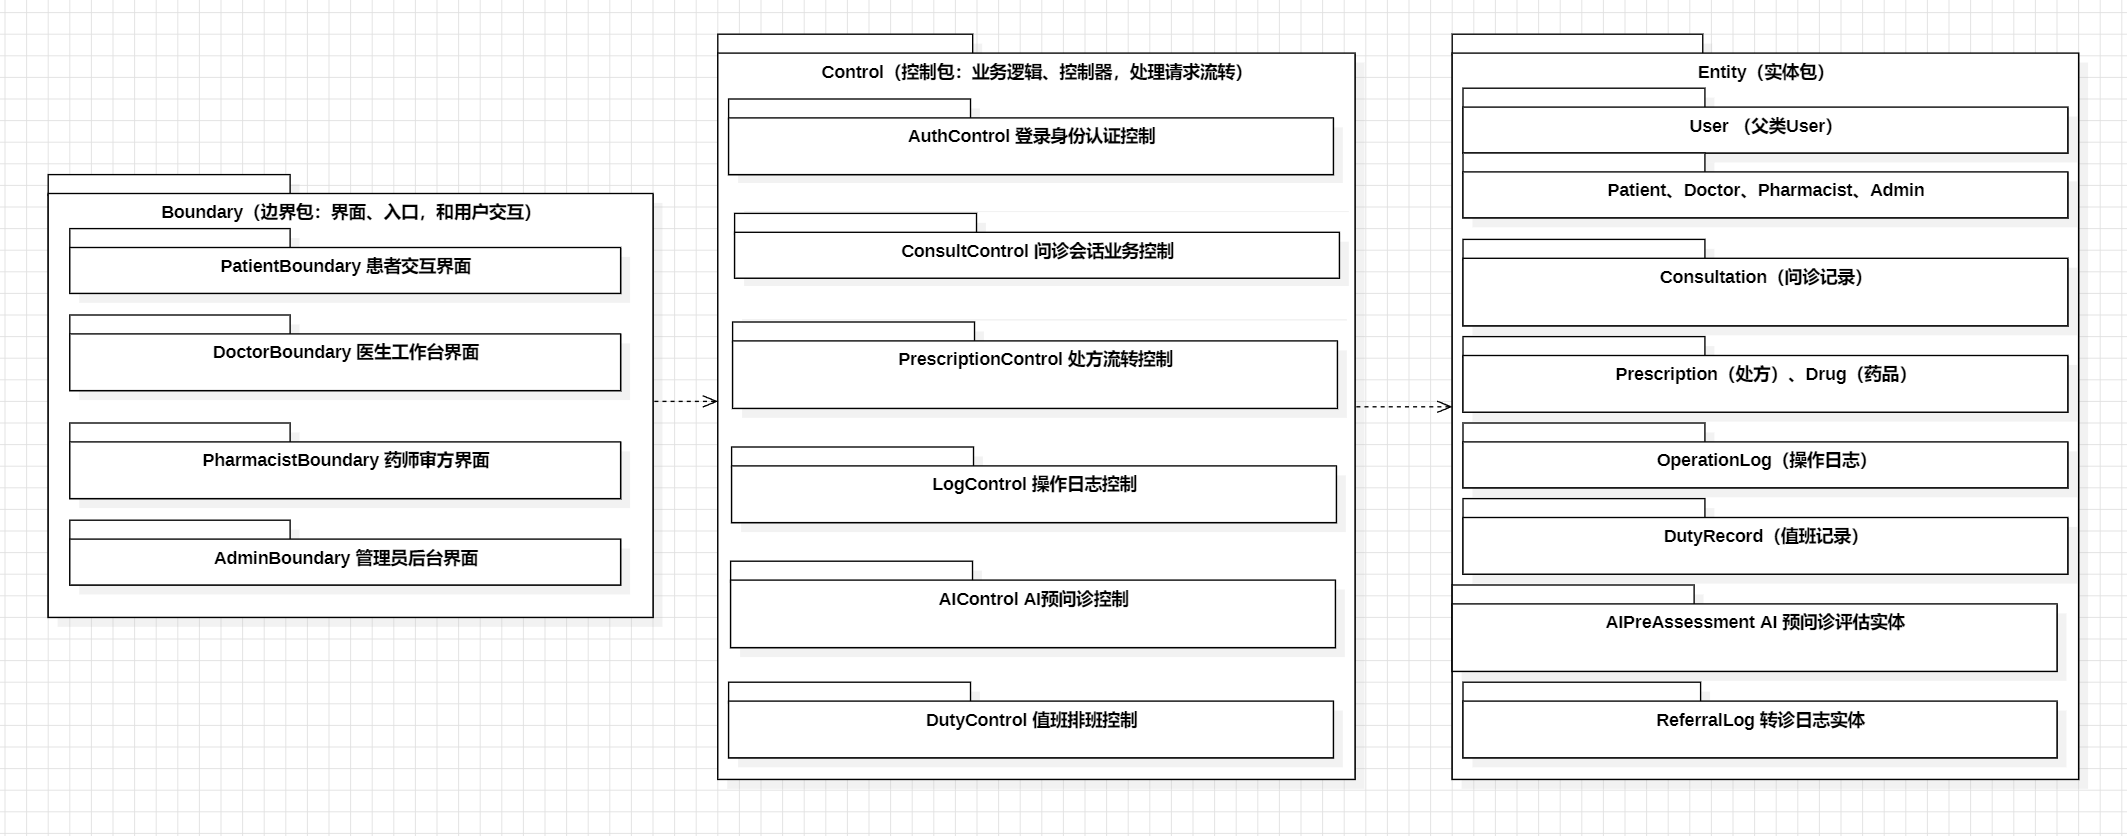 Boundary（边界包：界面、入口，和用户交互）
PatientBoundary 患者交互界面
DoctorBoundary 医生工作台界面
PharmacistBoundary 药师审方界面
AdminBoundary 管理员后台界面
Control（控制包：业务逻辑、控制器，处理请求流转）
AuthControl 登录身份认证控制
ConsultControl 问诊会话业务控制
PrescriptionControl 处方流转控制
LogControl 操作日志控制
AIControl AI预问诊控制
DutyControl 值班排班控制
Entity（实体包）
User （父类User）
Patient、Doctor、Pharmacist、Admin
Consultation（问诊记录）
Prescription（处方）、Drug（药品）
OperationLog（操作日志）
DutyRecord（值班记录）
AIPreAssessment AI 预问诊评估实体
ReferralLog 转诊日志实体